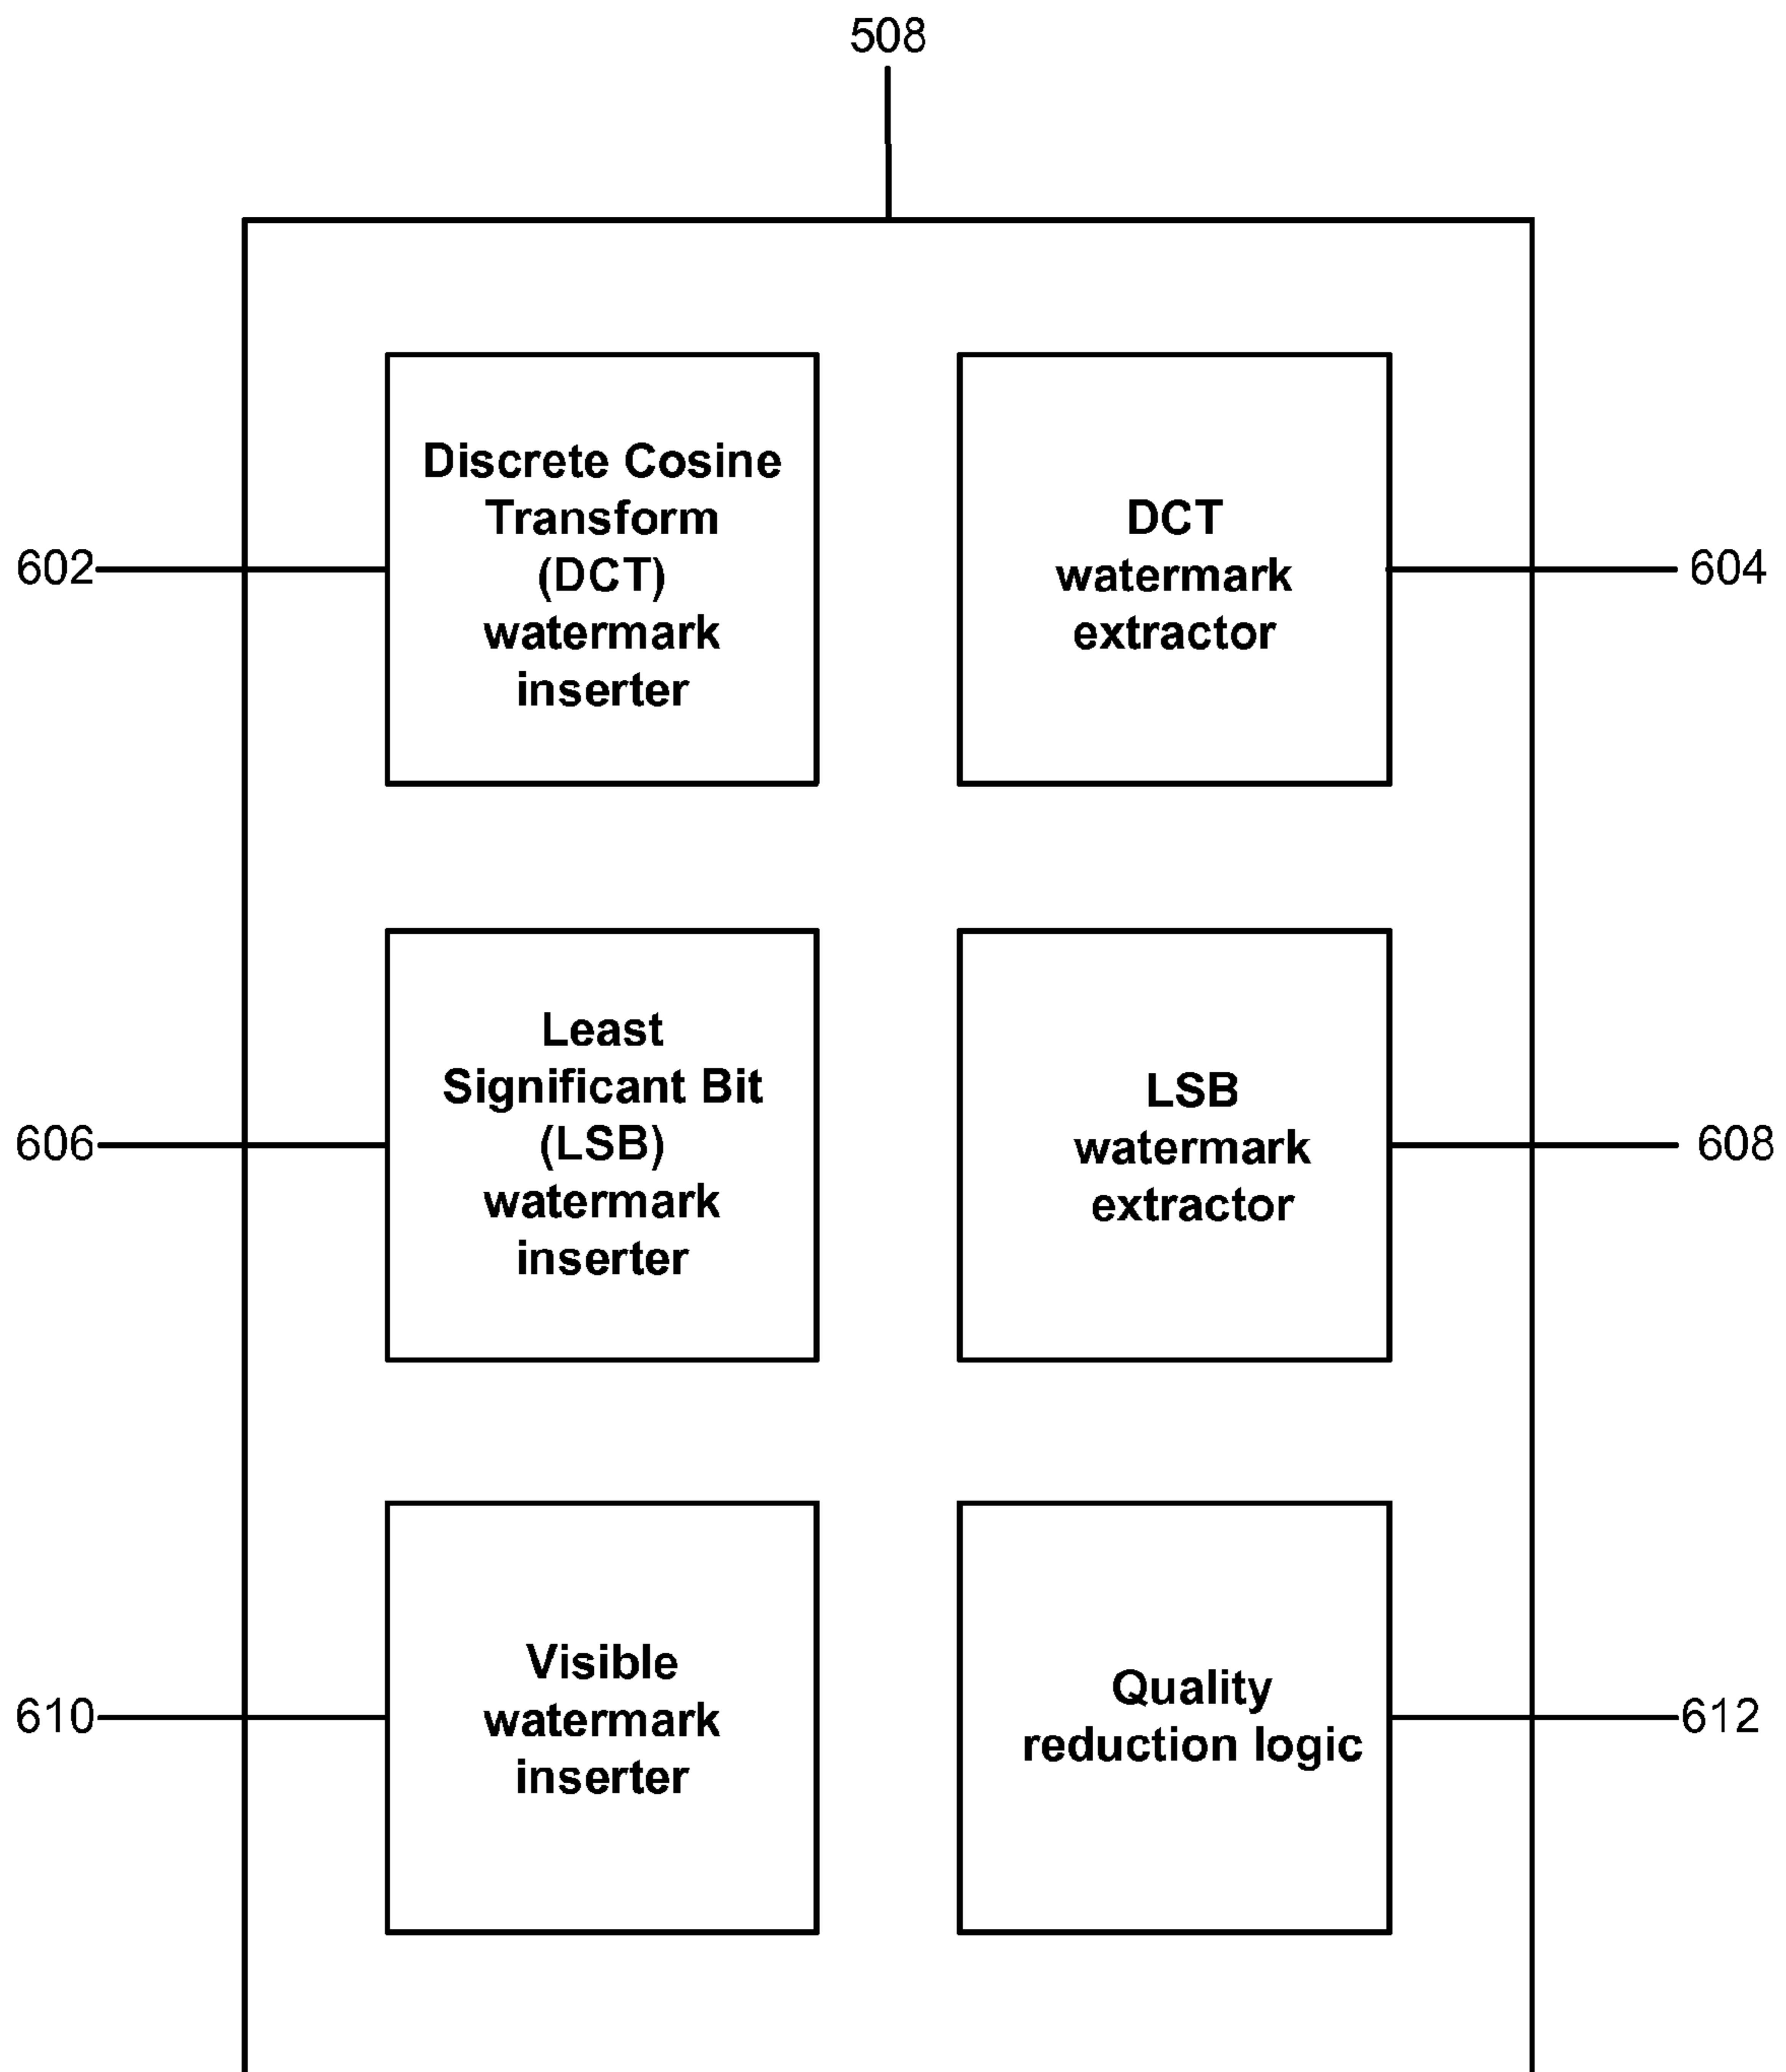 508
Discrete Cosine
Transform
(DCT)
watermark
inserter
602
DCT
watermark
extractor
604
Least
Significant Bit
(LSB)
watermark
inserter
606
LSB
watermark
extractor
608
Visible
watermark
inserter
610
Quality
reduction logic
612